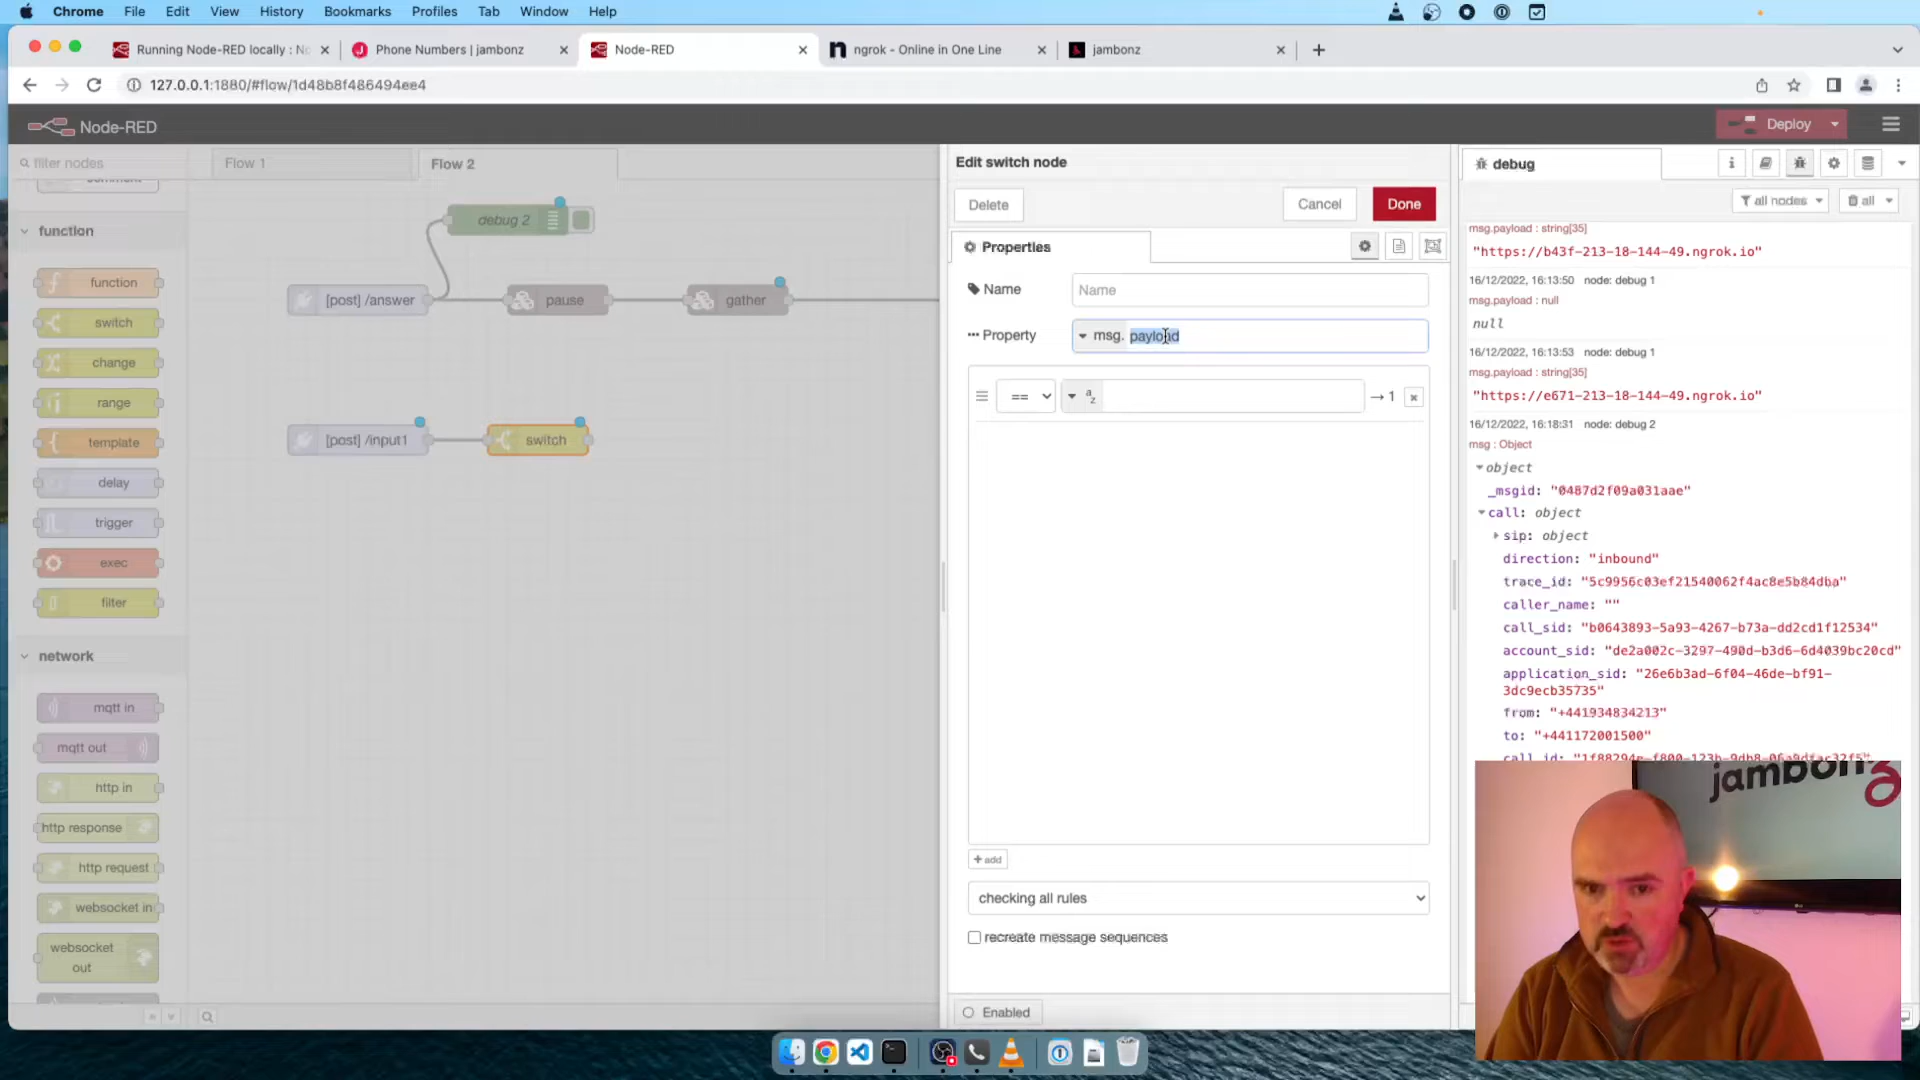 Chrome File Edit View History Bookmarks Profiles Tab Window Help
Running Node-RED locally : No
Phone Numbers | jambonz
Node-RED
ngrok - Online in One Line
jambonz
127.0.0.1:1880/#flow/1d48b8f486494ee4
Node-RED
Deploy
filter nodes
Flow 1
Flow 2
comment
function
function
switch
change
range
template
delay
trigger
exec
filter
network
mqtt in
mqtt out
http in
http response
http request
websocket in
websocket
out
debug 2
[post] /answer
pause
gather
[post] /input1
switch
Edit switch node
Delete
Cancel
Done
Properties
Name
Name
Property
msg. payload
==
a
z
→ 1
+ add
checking all rules
recreate message sequences
Enabled
debug
all nodes
all
msg.payload : string[35]
"https://b43f-213-18-144-49.ngrok.io"
16/12/2022, 16:13:50 node: debug 1
msg.payload : null
null
16/12/2022, 16:13:53 node: debug 1
msg.payload : string[35]
"https://e671-213-18-144-49.ngrok.io"
16/12/2022, 16:18:31 node: debug 2
msg : Object
object
_msgid: "0487d2f09a031aae"
call: object
sip: object
direction: "inbound"
trace_id: "5c9956c03ef21540062f4ac8e5b84dba"
caller_name: ""
call_sid: "b0643893-5a93-4267-b73a-dd2cd1f12534"
account_sid: "de2a002c-3297-490d-b3d6-6d4039bc20cd"
application_sid: "26e6b3ad-6f04-46de-bf91-
3dc9ecb35735"
from: "+441934834213"
to: "+441172001500"
call_id:
jambonz